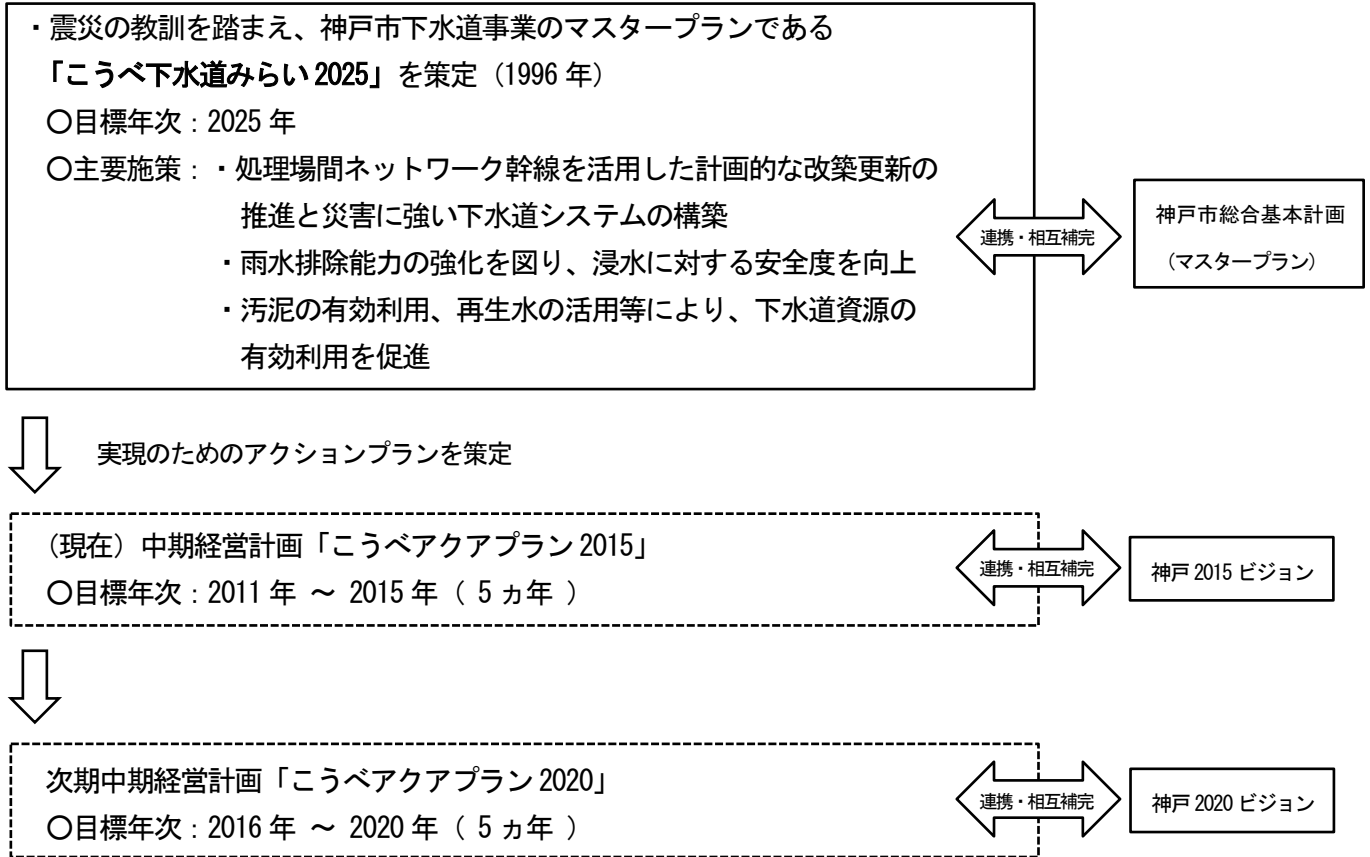 ・震災の教訓を踏まえ、神戸市下水道事業のマスタープランである
「こうべ下水道みらい2025」を策定（1996年）
○目標年次：2025年
○主要施策：・処理場間ネットワーク幹線を活用した計画的な改築更新の
推進と災害に強い下水道システムの構築
・雨水排除能力の強化を図り、浸水に対する安全度を向上
・汚泥の有効利用、再生水の活用等により、下水道資源の
有効利用を促進
連携・相互補完
神戸市総合基本計画
（マスタープラン）
実現のためのアクションプランを策定
（現在）中期経営計画「こうべアクアプラン2015」
○目標年次：2011年 ～ 2015年（ 5ヵ年 ）
連携・相互補完
神戸2015ビジョン
次期中期経営計画「こうべアクアプラン2020」
○目標年次：2016年 ～ 2020年（ 5ヵ年 ）
連携・相互補完
神戸2020ビジョン